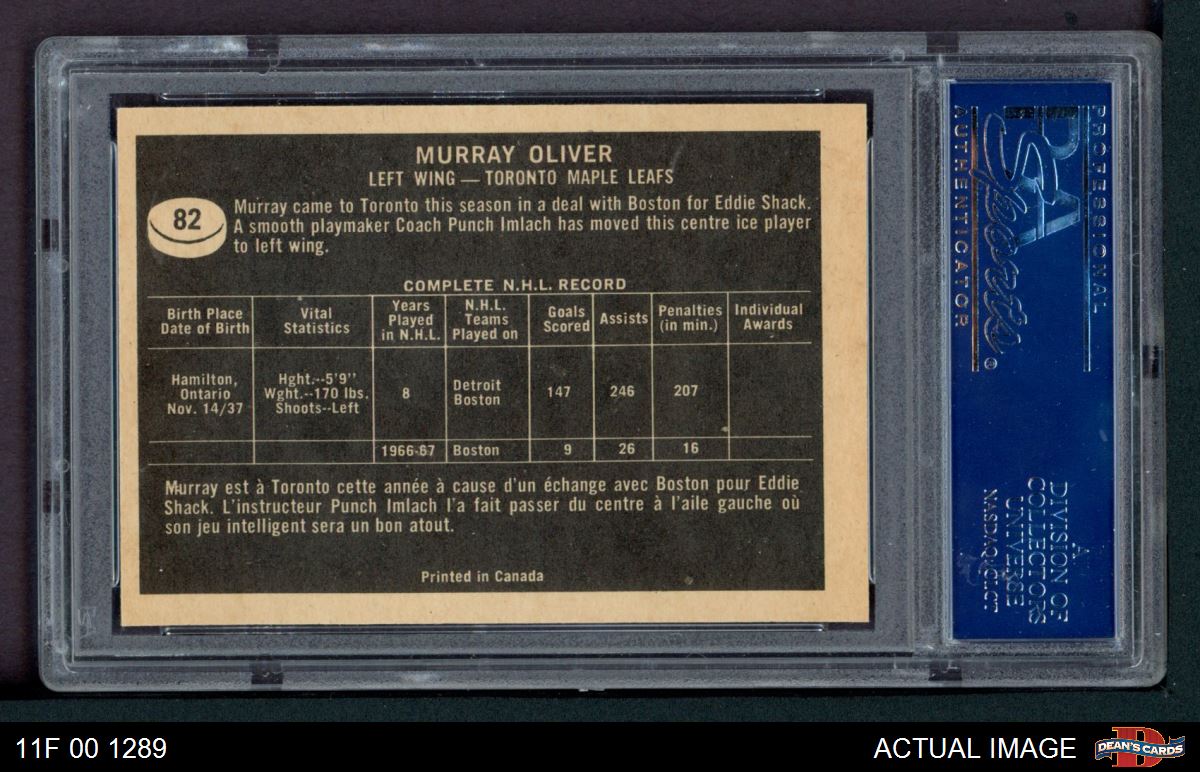 MURRAY OLIVER
LEFT WING — TORONTO MAPLE LEAFS
82
Murray came to Toronto this season in a deal with Boston for Eddie Shack.
A smooth playmaker Coach Punch Imlach has moved this centre ice player
to left wing.
COMPLETE N.H.L. RECORD
Birth Place
Date of Birth
Vital
Statistics
Years
Played
in N.H.L.
N.H.L.
Teams
Played on
Goals
Scored
Assists
Penalties
(in min.)
Individual
Awards
Hamilton,
Ontario
Nov. 14/37
Hght.--5'9''
Wght.--170 lbs.
Shoots--Left
8
Detroit
Boston
147
246
207
1966-67
Boston
9
26
16
Murray est à Toronto cette année à cause d'un échange avec Boston pour Eddie
Shack. L'instructeur Punch Imlach l'a fait passer du centre à l'aile gauche où
son jeu intelligent sera un bon atout.
Printed in Canada
PROFESSIONAL
PSA
Sports
®
AUTHENTICATOR
A
DIVISION OF
COLLECTORS
UNIVERSE
NASDAQ: CLCT
11F 00 1289
ACTUAL IMAGE
D
DEAN'S CARDS